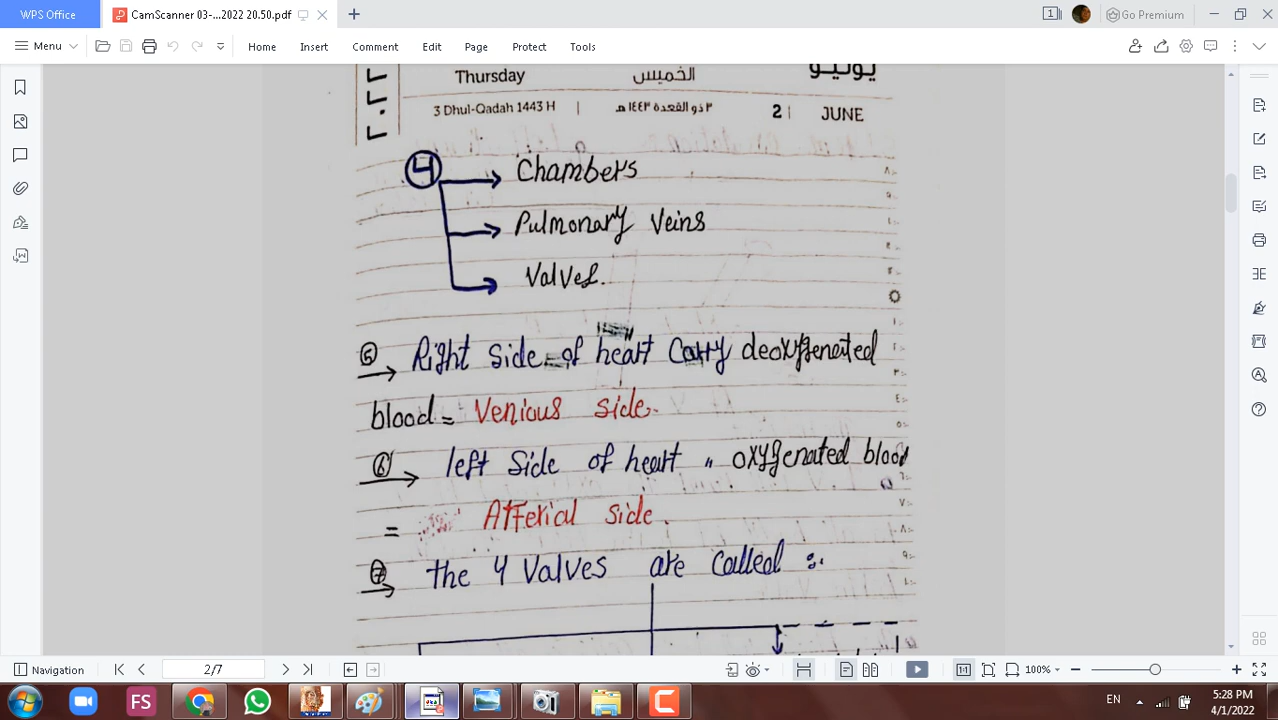 WPS Office
CamScanner 03-...2022 20.50.pdf
1
Go Premium
Menu
Home Insert Comment Edit Page Protect Tools
Thursday الخميس يونيو
3 Dhul-Qadah 1443 H | ٣ ذو القعدة ١٤٤٣ هـ 2 | JUNE
4 Chambers
Pulmonary Veins
Valves.
5 Right side of heart carry deoxygenated
blood = Venious side.
6 left side of heart " oxygenated blood
= Arterial side.
7 the 4 Valves are called :.
Navigation 2/7 100%
FS EN 5:28 PM
4/1/2022